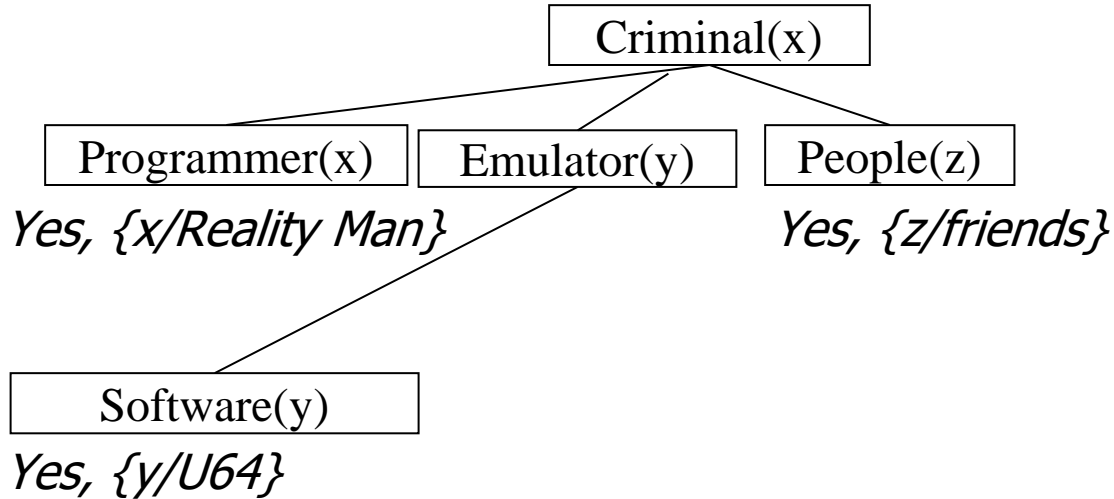 Criminal(x)
Programmer(x)
Emulator(y)
People(z)
Yes, {x/Reality Man}
Yes, {z/friends}
Software(y)
Yes, {y/U64}